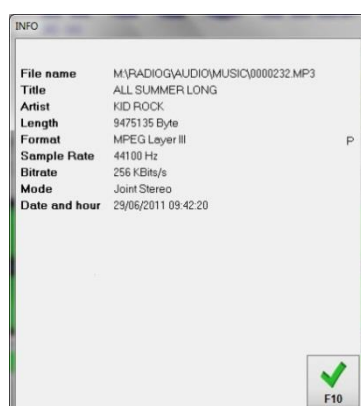 INFO
File name M:\RADIOG\AUDIO\MUSIC\0000232.MP3
Title ALL SUMMER LONG
Artist KID ROCK
Length 9475135 Byte
Format MPEG Layer III P
Sample Rate 44100 Hz
Bitrate 256 KBits/s
Mode Joint Stereo
Date and hour 29/06/2011 09:42:20
F10